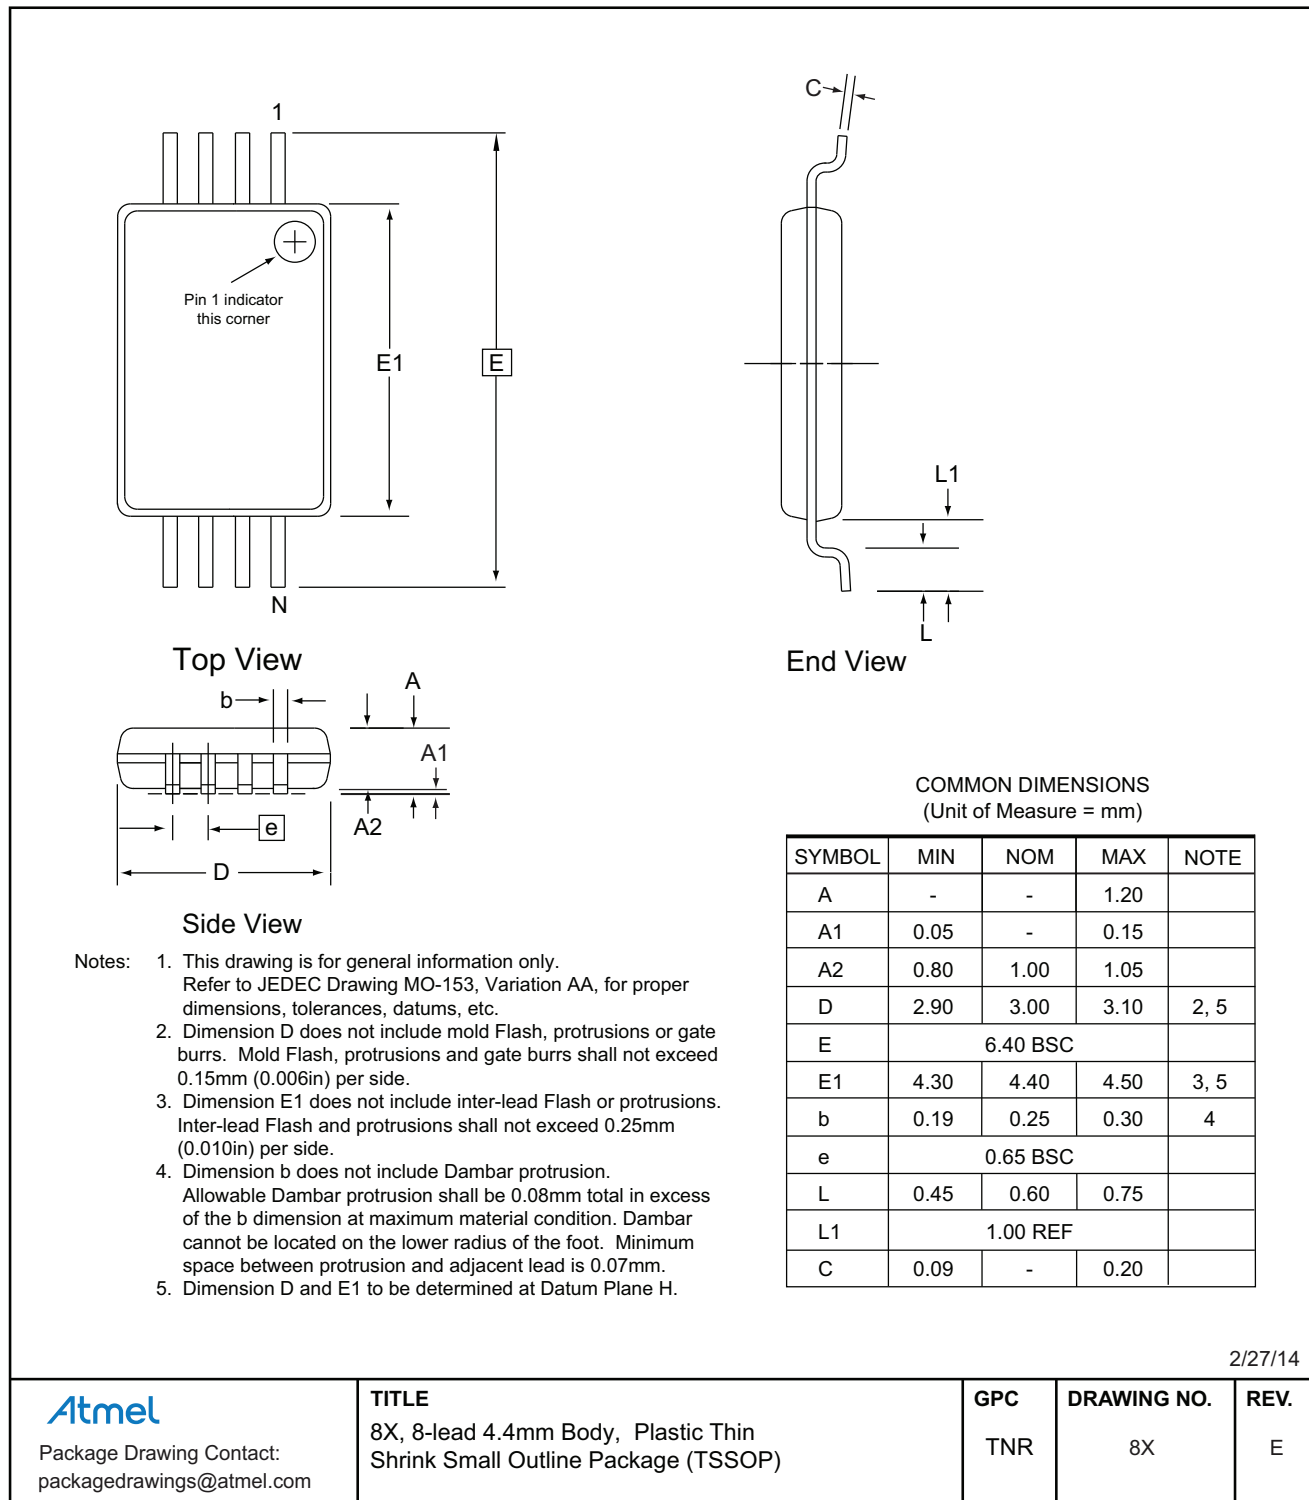 1
Pin 1 indicator
this corner
E1
E
N
Top View
C
L1
L
End View
b
A
A1
A2
e
D
Side View
COMMON DIMENSIONS
(Unit of Measure = mm)
SYMBOL MIN NOM MAX NOTE
A - - 1.20
A1 0.05 - 0.15
A2 0.80 1.00 1.05
D 2.90 3.00 3.10 2, 5
E 6.40 BSC
E1 4.30 4.40 4.50 3, 5
b 0.19 0.25 0.30 4
e 0.65 BSC
L 0.45 0.60 0.75
L1 1.00 REF
C 0.09 - 0.20
Notes: 1. This drawing is for general information only.
Refer to JEDEC Drawing MO-153, Variation AA, for proper
dimensions, tolerances, datums, etc.
2. Dimension D does not include mold Flash, protrusions or gate
burrs. Mold Flash, protrusions and gate burrs shall not exceed
0.15mm (0.006in) per side.
3. Dimension E1 does not include inter-lead Flash or protrusions.
Inter-lead Flash and protrusions shall not exceed 0.25mm
(0.010in) per side.
4. Dimension b does not include Dambar protrusion.
Allowable Dambar protrusion shall be 0.08mm total in excess
of the b dimension at maximum material condition. Dambar
cannot be located on the lower radius of the foot. Minimum
space between protrusion and adjacent lead is 0.07mm.
5. Dimension D and E1 to be determined at Datum Plane H.
2/27/14
Atmel
Package Drawing Contact:
packagedrawings@atmel.com
TITLE
8X, 8-lead 4.4mm Body, Plastic Thin
Shrink Small Outline Package (TSSOP)
GPC
TNR
DRAWING NO.
8X
REV.
E